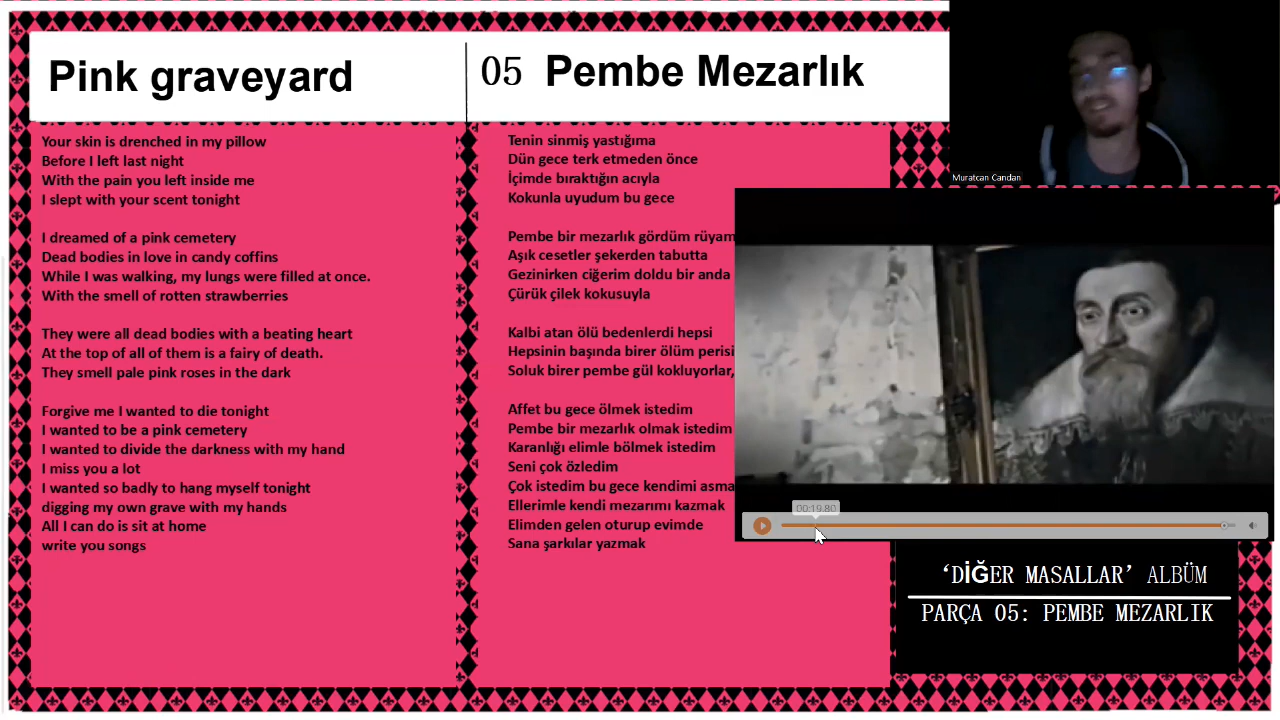 Pink graveyard
05 Pembe Mezarlık
Your skin is drenched in my pillow
Before I left last night
With the pain you left inside me
I slept with your scent tonight
I dreamed of a pink cemetery
Dead bodies in love in candy coffins
While I was walking, my lungs were filled at once.
With the smell of rotten strawberries
They were all dead bodies with a beating heart
At the top of all of them is a fairy of death.
They smell pale pink roses in the dark
Forgive me I wanted to die tonight
I wanted to be a pink cemetery
I wanted to divide the darkness with my hand
I miss you a lot
I wanted so badly to hang myself tonight
digging my own grave with my hands
All I can do is sit at home
write you songs
Tenin sinmiş yastığıma
Dün gece terk etmeden önce
İçimde bıraktığın acıyla
Kokunla uyudum bu gece
Pembe bir mezarlık gördüm rüyam
Aşık cesetler şekerden tabutta
Gezinirken ciğerim doldu bir anda
Çürük çilek kokusuyla
Kalbi atan ölü bedenlerdi hepsi
Hepsinin başında birer ölüm perisi
Soluk birer pembe gül kokluyorlar,
Affet bu gece ölmek istedim
Pembe bir mezarlık olmak istedim
Karanlığı elimle bölmek istedim
Seni çok özledim
Çok istedim bu gece kendimi asma
Ellerimle kendi mezarımı kazmak
Elimden gelen oturup evimde
Sana şarkılar yazmak
Muratcan Candan
00:19.80
‘DİĞER MASALLAR’ ALBÜM
PARÇA 05: PEMBE MEZARLIK